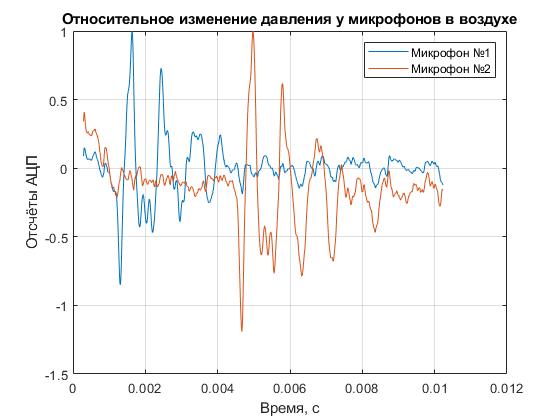 Относительное изменение давления у микрофонов в воздухе
Микрофон №1
Микрофон №2
Отсчёты АЦП
1
0.5
0
-0.5
-1
-1.5
0 0.002 0.004 0.006 0.008 0.01 0.012
Время, с